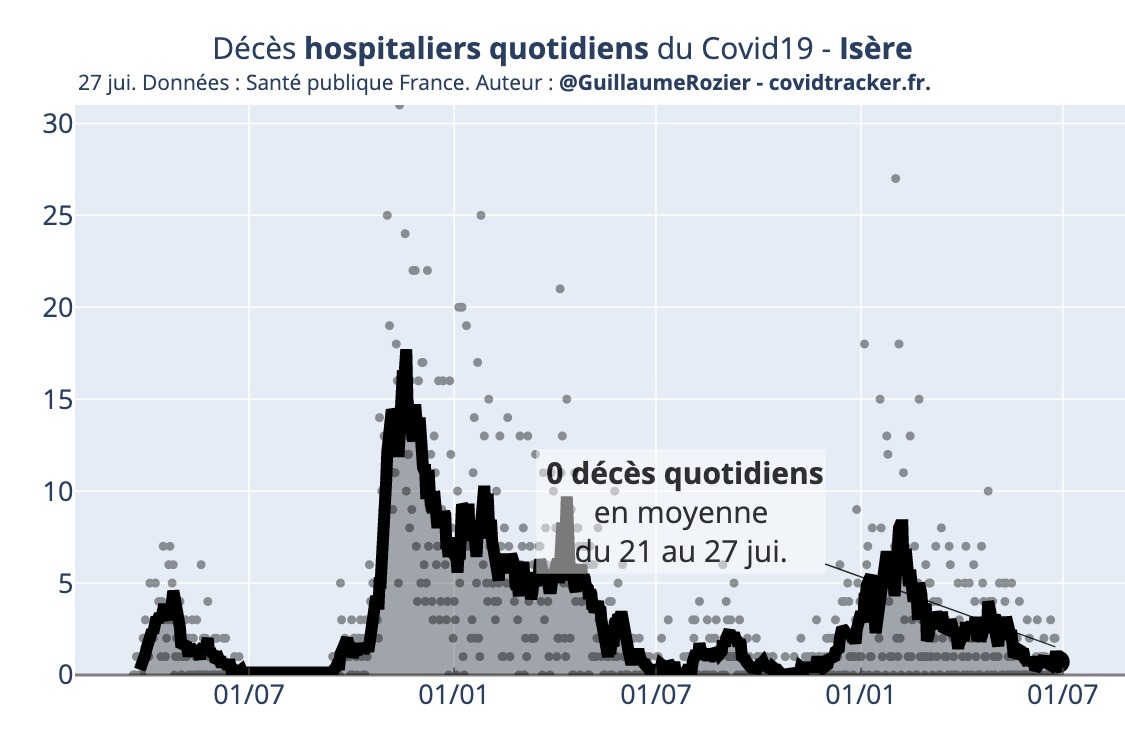 Décès hospitaliers quotidiens du Covid19 - Isère
27 jui. Données : Santé publique France. Auteur : @GuillaumeRozier - covidtracker.fr.
30
25
20
15
10
5
0
0 décès quotidiens
en moyenne
du 21 au 27 jui.
01/07
01/01
01/07
01/01
01/07